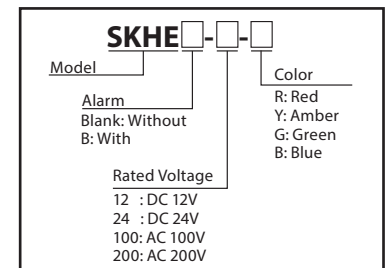 SKHE□-□-□
Model
Color
R: Red
Y: Amber
G: Green
B: Blue
Alarm
Blank: Without
B: With
Rated Voltage
12 : DC 12V
24 : DC 24V
100: AC 100V
200: AC 200V